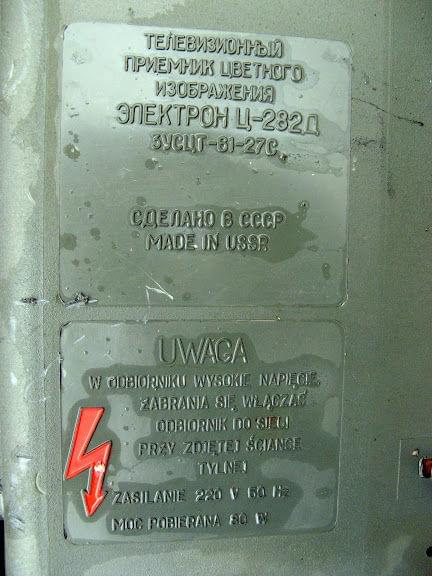 ТЕЛЕВИЗИОННЫЙ
ПРИЕМНИК ЦВЕТНОГО
ИЗОБРАЖЕНИЯ
ЭЛЕКТРОН Ц-282Д
3УСЦТ-61-27С
СДЕЛАНО В СССР
MADE IN USSR
UWAGA
W ODBIORNIKU WYSOKIE NAPIĘCIE,
ZABRANIA SIĘ WŁĄCZAĆ
ODBIORNIK DO SIECI
PRZY ZDJĘTEJ ŚCIANCE
TYLNEJ
ZASILANIE 220 V 50 Hz
MOC POBIERANA 80 W